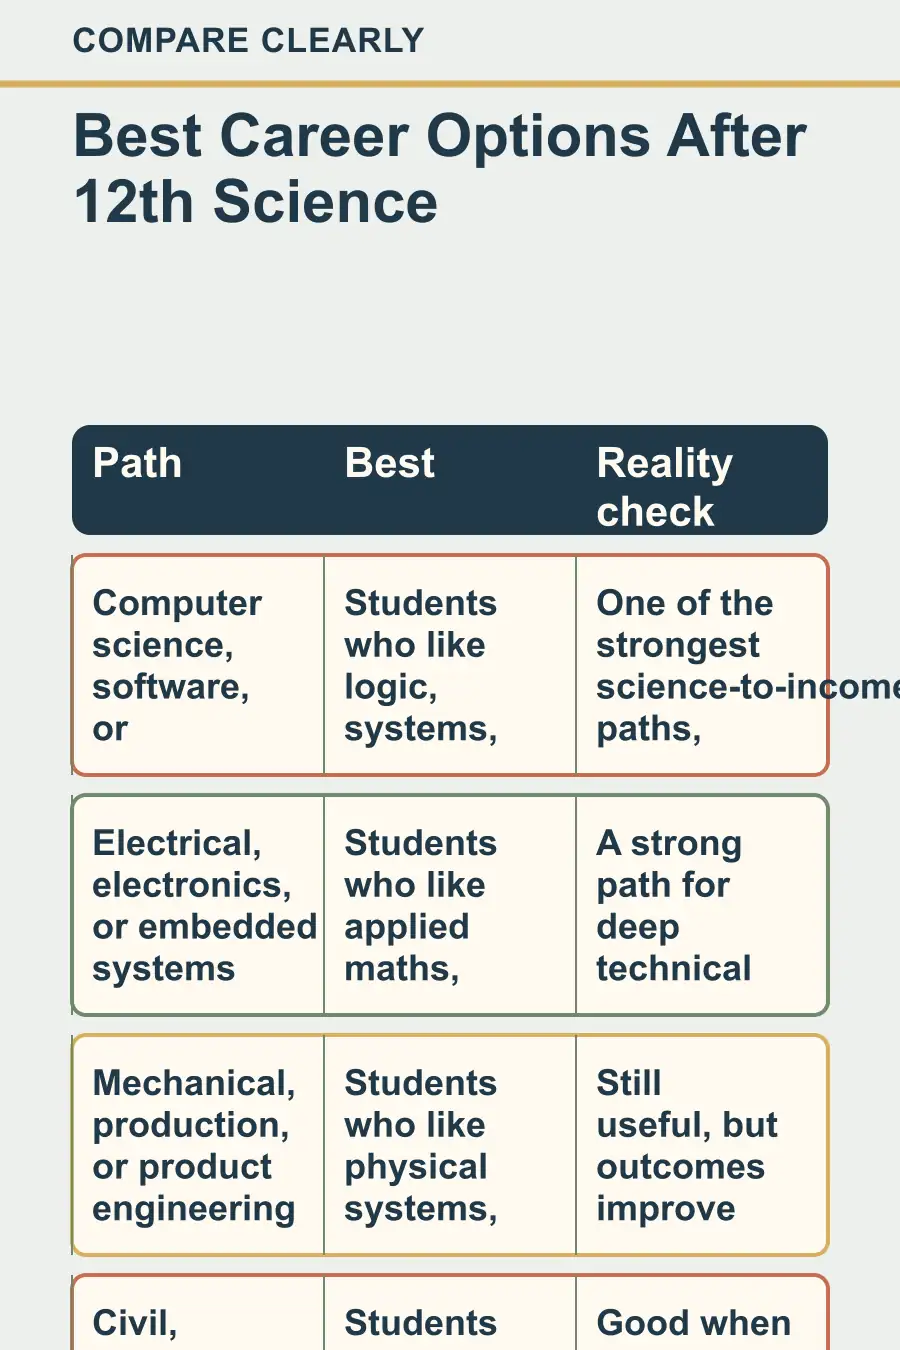 COMPARE CLEARLY
Best Career Options After
12th Science
Path
Best
Reality
check
Computer
science,
software,
or
Students
who like
logic,
systems,
One of the
strongest
science-to-income
paths,
Electrical,
electronics,
or embedded
systems
Students
who like
applied
maths,
A strong
path for
deep
technical
Mechanical,
production,
or product
engineering
Students
who like
physical
systems,
Still
useful, but
outcomes
improve
Civil,
Students
Good when